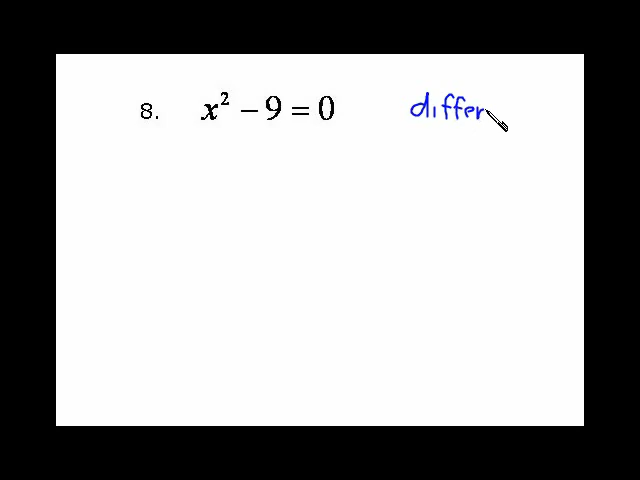 8. x² − 9 = 0 differ